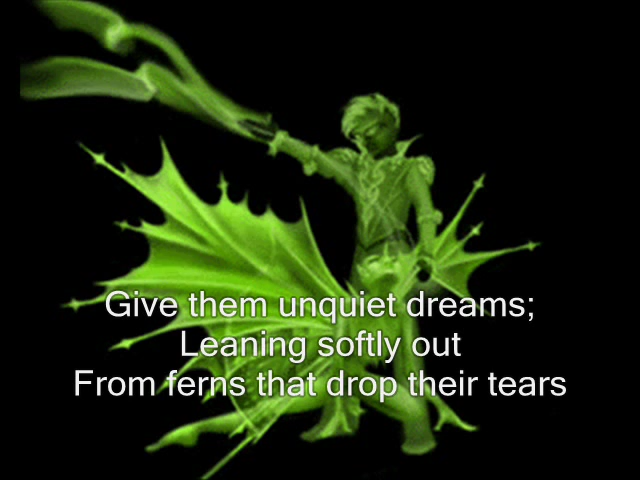 Give them unquiet dreams;
Leaning softly out
From ferns that drop their tears